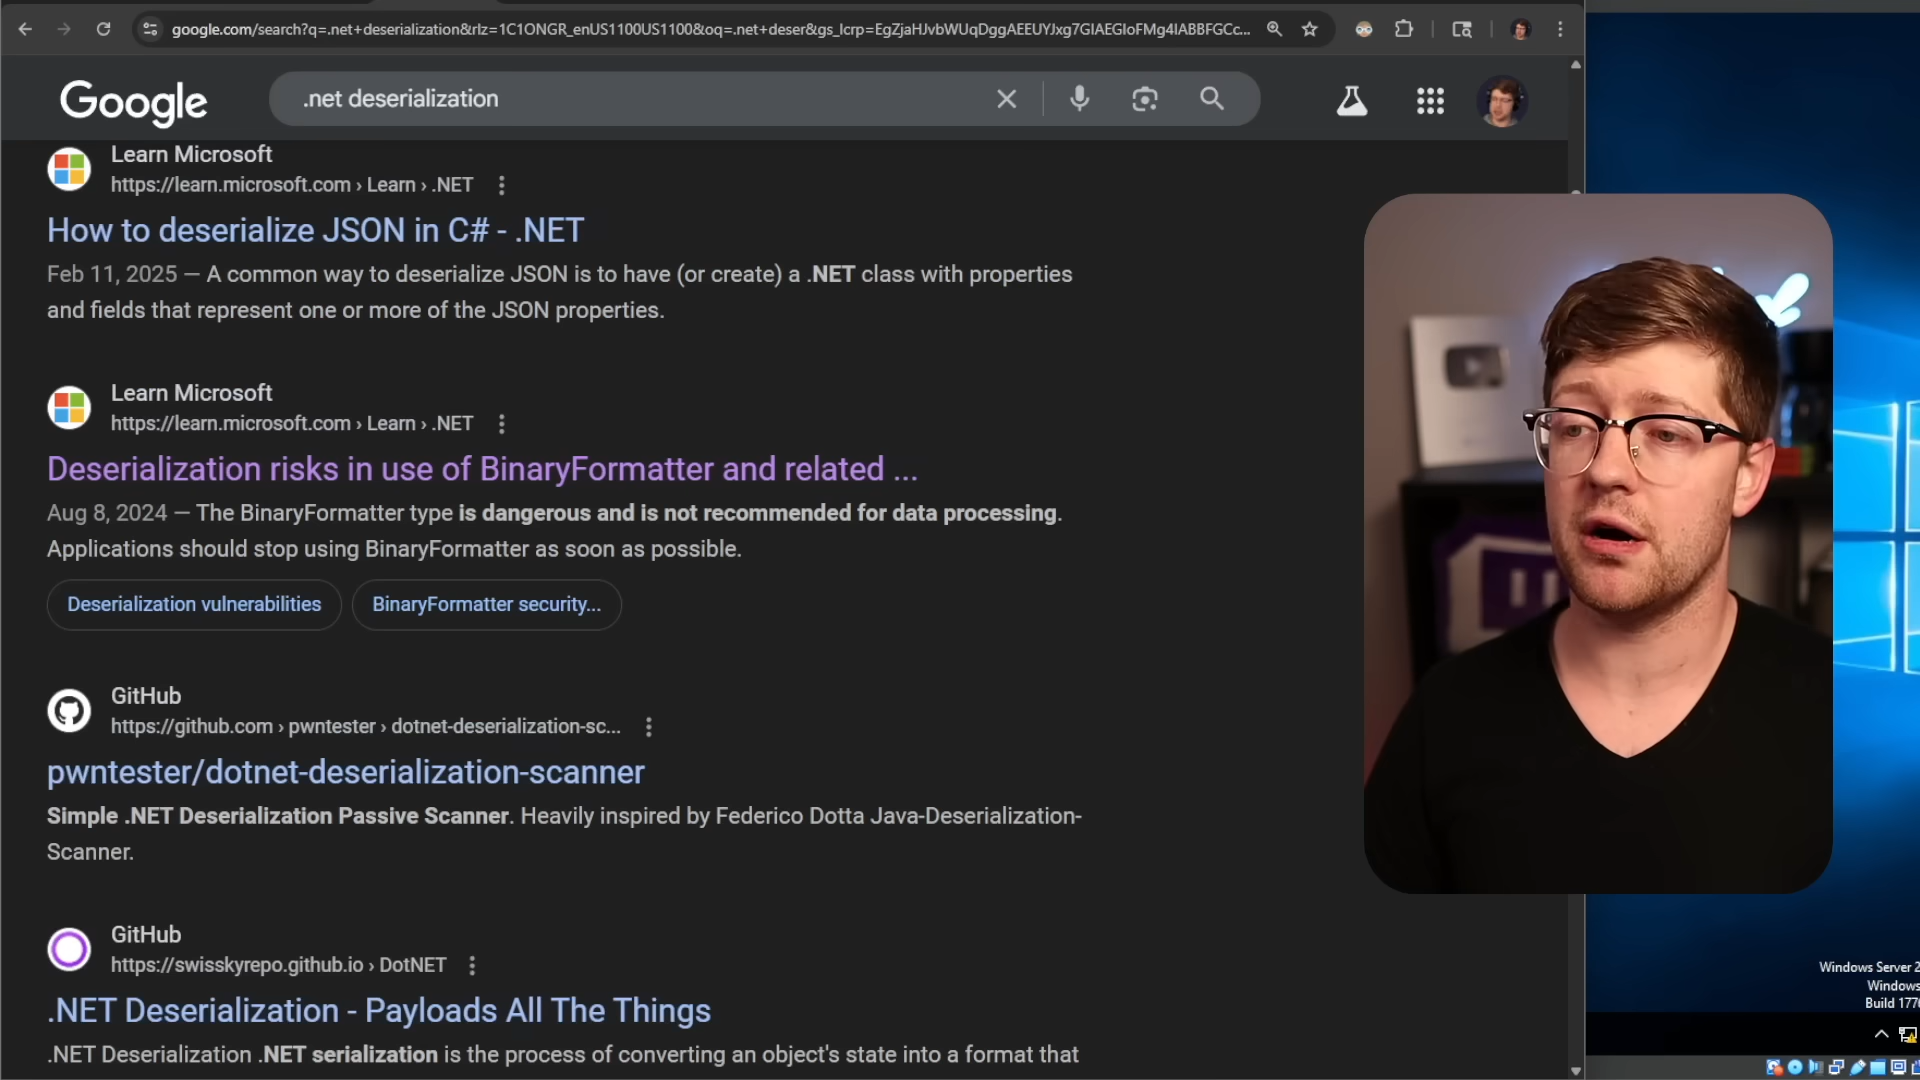 google.com/search?q=.net+deserialization&rlz=1C1ONGR_enUS1100US1100&oq=.net+deser&gs_lcrp=EgZjaHJvbWUqDggAEEUYJxg7GIAEGIoFMg4IABBFGCc...
Google
.net deserialization
Learn Microsoft
https://learn.microsoft.com › Learn › .NET
How to deserialize JSON in C# - .NET
Feb 11, 2025 — A common way to deserialize JSON is to have (or create) a .NET class with properties
and fields that represent one or more of the JSON properties.
Learn Microsoft
https://learn.microsoft.com › Learn › .NET
Deserialization risks in use of BinaryFormatter and related ...
Aug 8, 2024 — The BinaryFormatter type is dangerous and is not recommended for data processing.
Applications should stop using BinaryFormatter as soon as possible.
Deserialization vulnerabilities
BinaryFormatter security...
GitHub
https://github.com › pwntester › dotnet-deserialization-sc...
pwntester/dotnet-deserialization-scanner
Simple .NET Deserialization Passive Scanner. Heavily inspired by Federico Dotta Java-Deserialization-
Scanner.
GitHub
https://swisskyrepo.github.io › DotNET
.NET Deserialization - Payloads All The Things
.NET Deserialization .NET serialization is the process of converting an object's state into a format that
Windows Server 2
Windows
Build 177